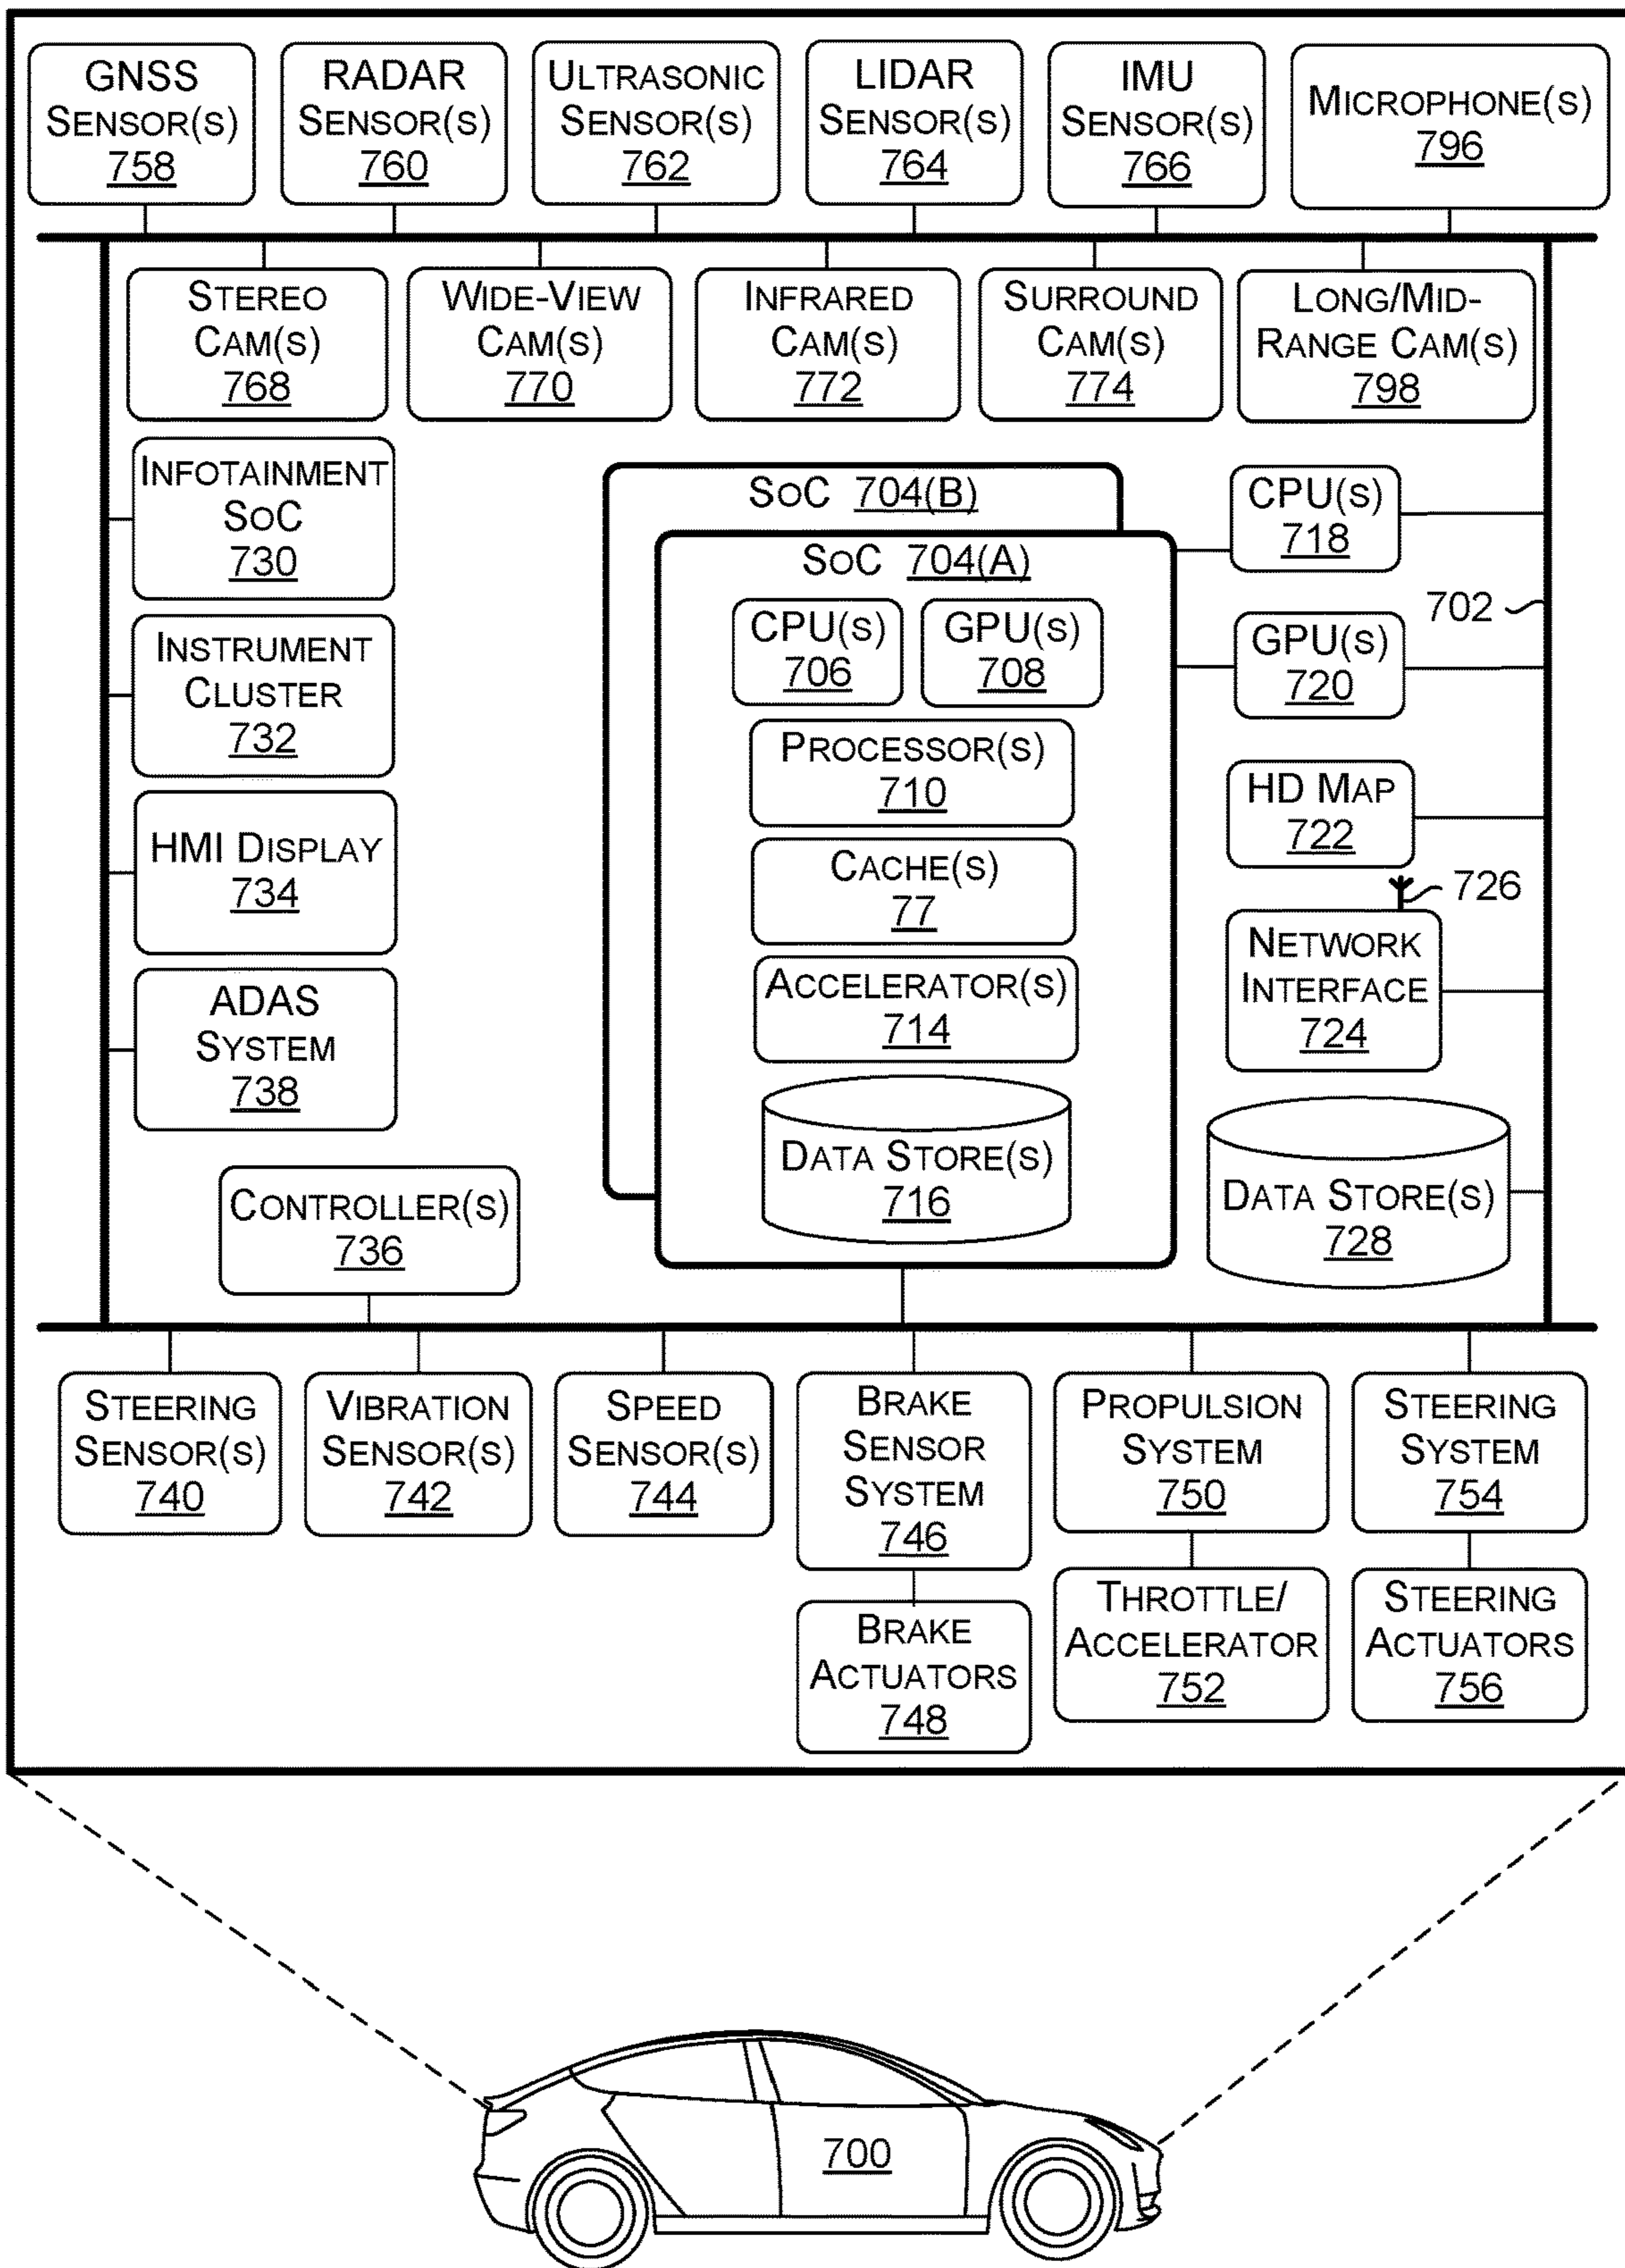 GNSS
SENSOR(S)
758
RADAR
SENSOR(S)
760
ULTRASONIC
SENSOR(S)
762
LIDAR
SENSOR(S)
764
IMU
SENSOR(S)
766
MICROPHONE(S)
796
STEREO
CAM(S)
768
WIDE-VIEW
CAM(S)
770
INFRARED
CAM(S)
772
SURROUND
CAM(S)
774
LONG/MID-
RANGE CAM(S)
798
INFOTAINMENT
SOC
730
INSTRUMENT
CLUSTER
732
HMI DISPLAY
734
ADAS
SYSTEM
738
CONTROLLER(S)
736
SOC 704(B)
SOC 704(A)
CPU(S)
706
GPU(S)
708
PROCESSOR(S)
710
CACHE(S)
77
ACCELERATOR(S)
714
DATA STORE(S)
716
CPU(S)
718
702
GPU(S)
720
HD MAP
722
726
NETWORK
INTERFACE
724
DATA STORE(S)
728
STEERING
SENSOR(S)
740
VIBRATION
SENSOR(S)
742
SPEED
SENSOR(S)
744
BRAKE
SENSOR
SYSTEM
746
PROPULSION
SYSTEM
750
STEERING
SYSTEM
754
BRAKE
ACTUATORS
748
THROTTLE/
ACCELERATOR
752
STEERING
ACTUATORS
756
700